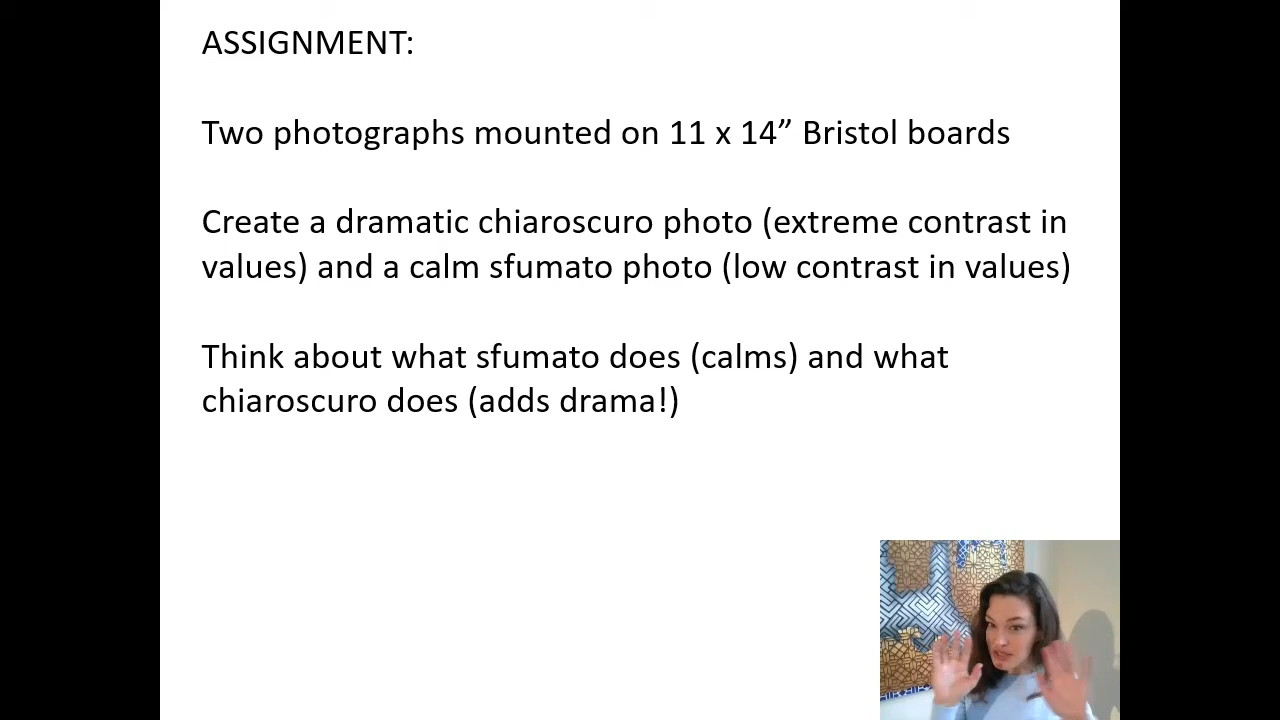 ASSIGNMENT:
Two photographs mounted on 11 x 14” Bristol boards
Create a dramatic chiaroscuro photo (extreme contrast in
values) and a calm sfumato photo (low contrast in values)
Think about what sfumato does (calms) and what
chiaroscuro does (adds drama!)